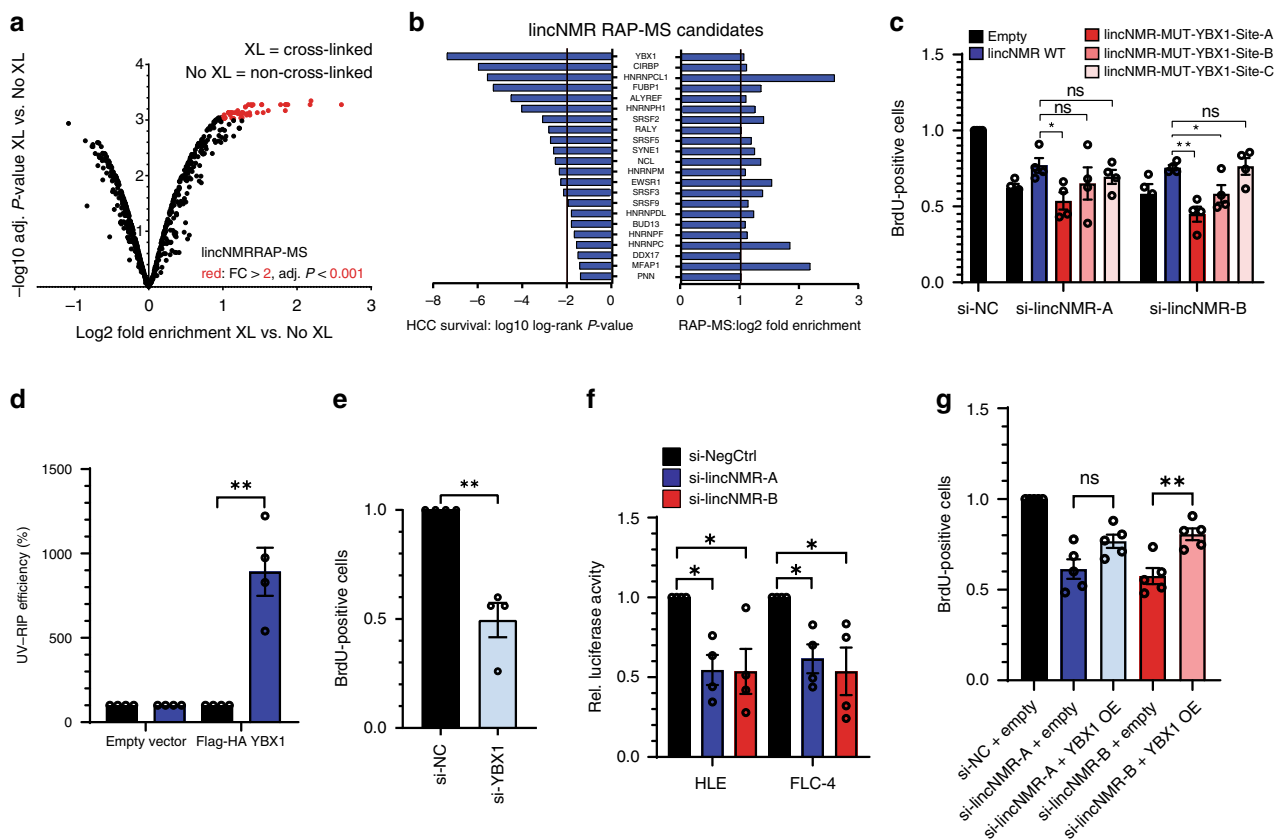 a
−log10 adj. P-value XL vs. No XL
XL = cross-linked
No XL = non-cross-linked
4
3
2
1
lincNMRRAP-MS
red: FC > 2, adj. P < 0.001
−1 0 1 2 3
Log2 fold enrichment XL vs. No XL
b
lincNMR RAP-MS candidates
YBX1
CIRBP
HNRNPCL1
FUBP1
ALYREF
HNRNPH1
SRSF2
RALY
SRSF5
SYNE1
NCL
HNRNPM
EWSR1
SRSF3
SRSF9
HNRNPDL
BUD13
HNRNPF
HNRNPC
DDX17
MFAP1
PNN
−8 −6 −4 −2 0
HCC survival: log10 log-rank P-value
0 1 2 3
RAP-MS:log2 fold enrichment
c
Empty
lincNMR WT
lincNMR-MUT-YBX1-Site-A
lincNMR-MUT-YBX1-Site-B
lincNMR-MUT-YBX1-Site-C
BrdU-positive cells
1.5
1.0
0.5
0.0
ns
ns
*
ns
*
**
si-NC
si-lincNMR-A
si-lincNMR-B
d
UV–RIP efficiency (%)
1500
1000
500
0
**
Empty vector
Flag-HA YBX1
e
BrdU-positive cells
1.0
0.5
0.0
**
si-NC
si-YBX1
f
si-NegCtrl
si-lincNMR-A
si-lincNMR-B
Rel. luciferase acvity
1.5
1.0
0.5
0.0
*
*
*
*
HLE
FLC-4
g
BrdU-positive cells
1.5
1.0
0.5
0.0
ns
**
si-NC + empty
si-lincNMR-A + empty
si-lincNMR-A + YBX1 OE
si-lincNMR-B + empty
si-lincNMR-B + YBX1 OE